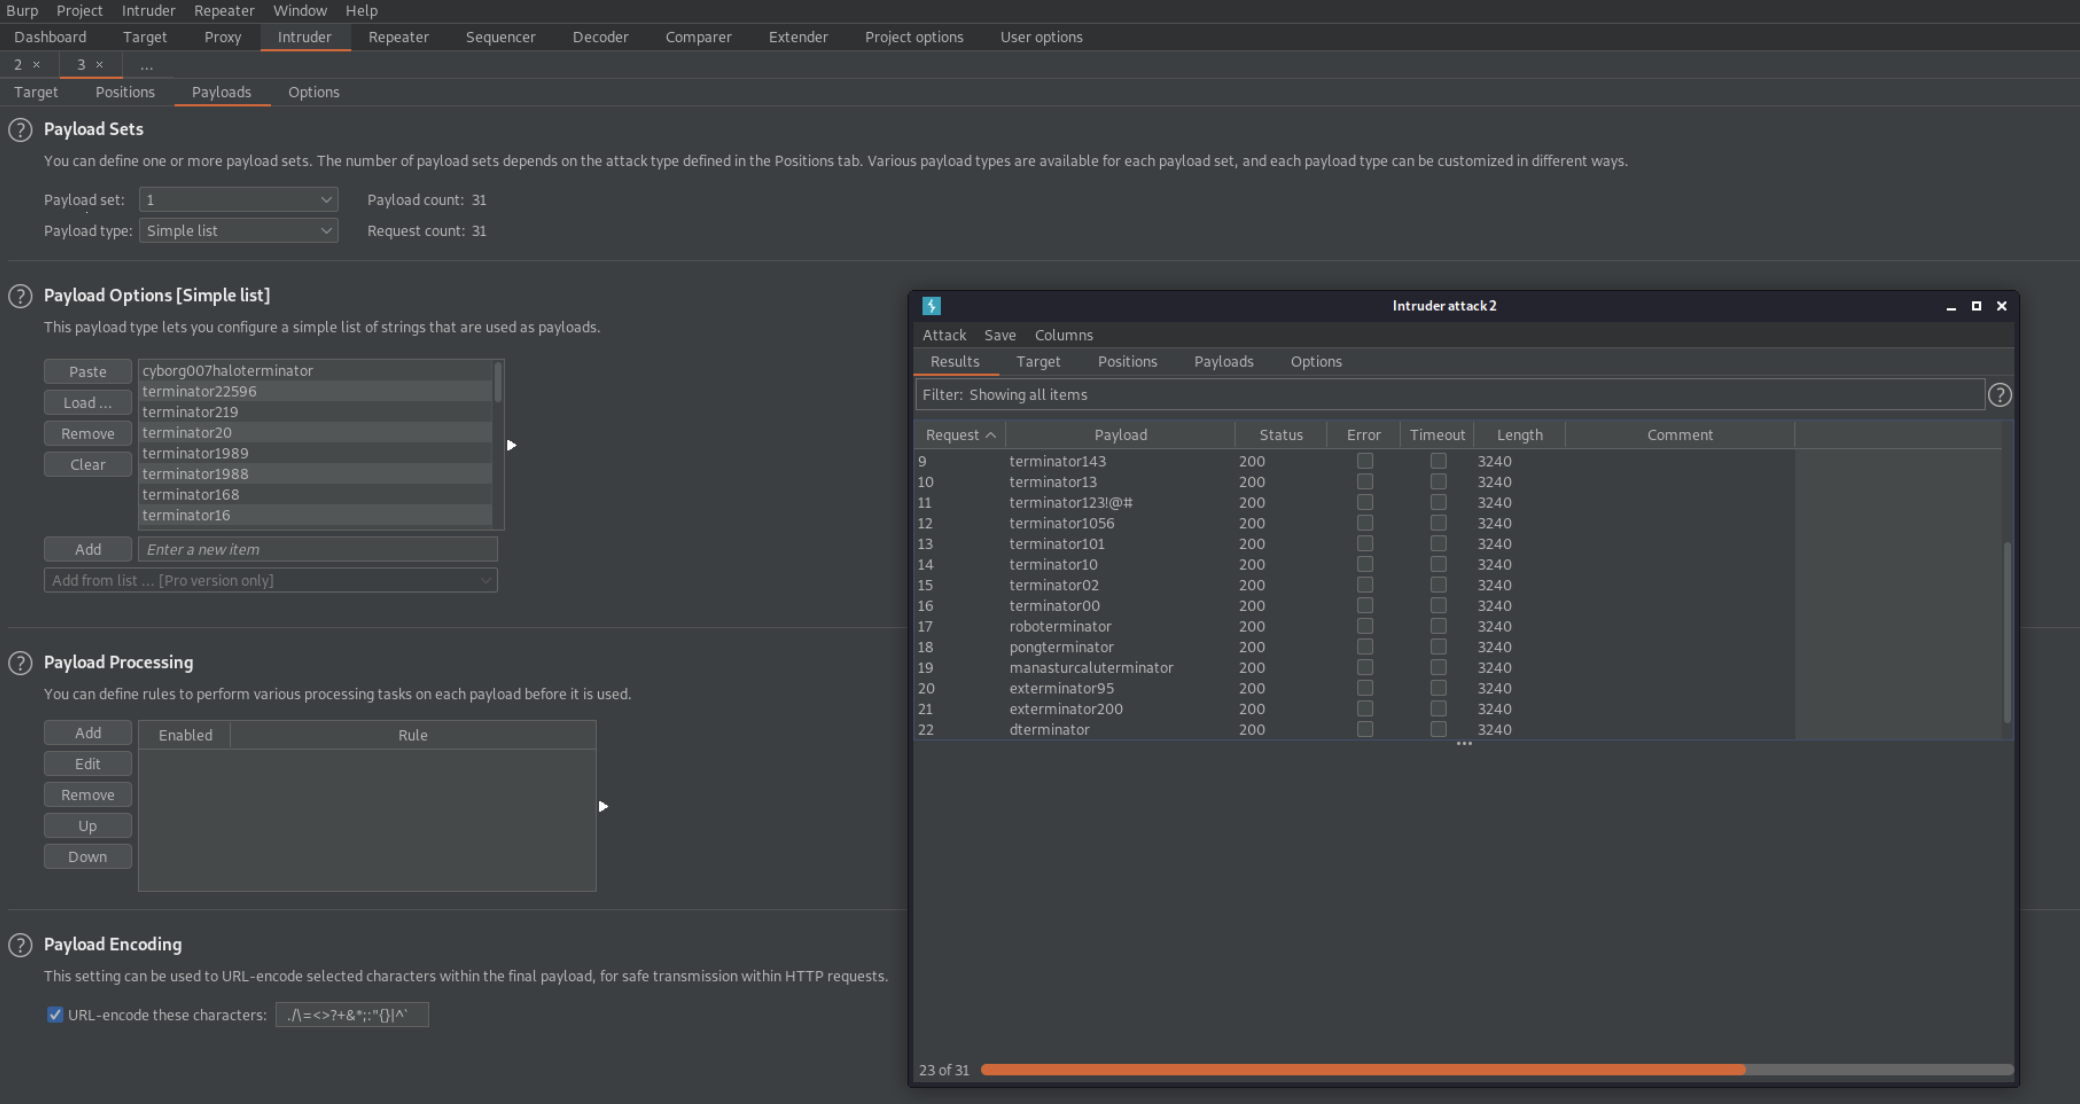 Burp Project Intruder Repeater Window Help
Dashboard Target Proxy Intruder Repeater Sequencer Decoder Comparer Extender Project options User options
2 × 3 × ...
Target Positions Payloads Options
? Payload Sets
You can define one or more payload sets. The number of payload sets depends on the attack type defined in the Positions tab. Various payload types are available for each payload set, and each payload type can be customized in different ways.
Payload set: 1 Payload count: 31
Payload type: Simple list Request count: 31
? Payload Options [Simple list]
This payload type lets you configure a simple list of strings that are used as payloads.
Paste
Load ...
Remove
Clear
cyborg007haloterminator
terminator22596
terminator219
terminator20
terminator1989
terminator1988
terminator168
terminator16
Add Enter a new item
Add from list ... [Pro version only]
? Payload Processing
You can define rules to perform various processing tasks on each payload before it is used.
Add
Edit
Remove
Up
Down
Enabled Rule
? Payload Encoding
This setting can be used to URL-encode selected characters within the final payload, for safe transmission within HTTP requests.
URL-encode these characters: ./\=<>?+&*;:"{}|^`
Intruder attack 2
Attack Save Columns
Results Target Positions Payloads Options
Filter: Showing all items ?
Request Payload Status Error Timeout Length Comment
9 terminator143 200 3240
10 terminator13 200 3240
11 terminator123!@# 200 3240
12 terminator1056 200 3240
13 terminator101 200 3240
14 terminator10 200 3240
15 terminator02 200 3240
16 terminator00 200 3240
17 roboterminator 200 3240
18 pongterminator 200 3240
19 manasturcaluterminator 200 3240
20 exterminator95 200 3240
21 exterminator200 200 3240
22 dterminator 200 3240
23 of 31